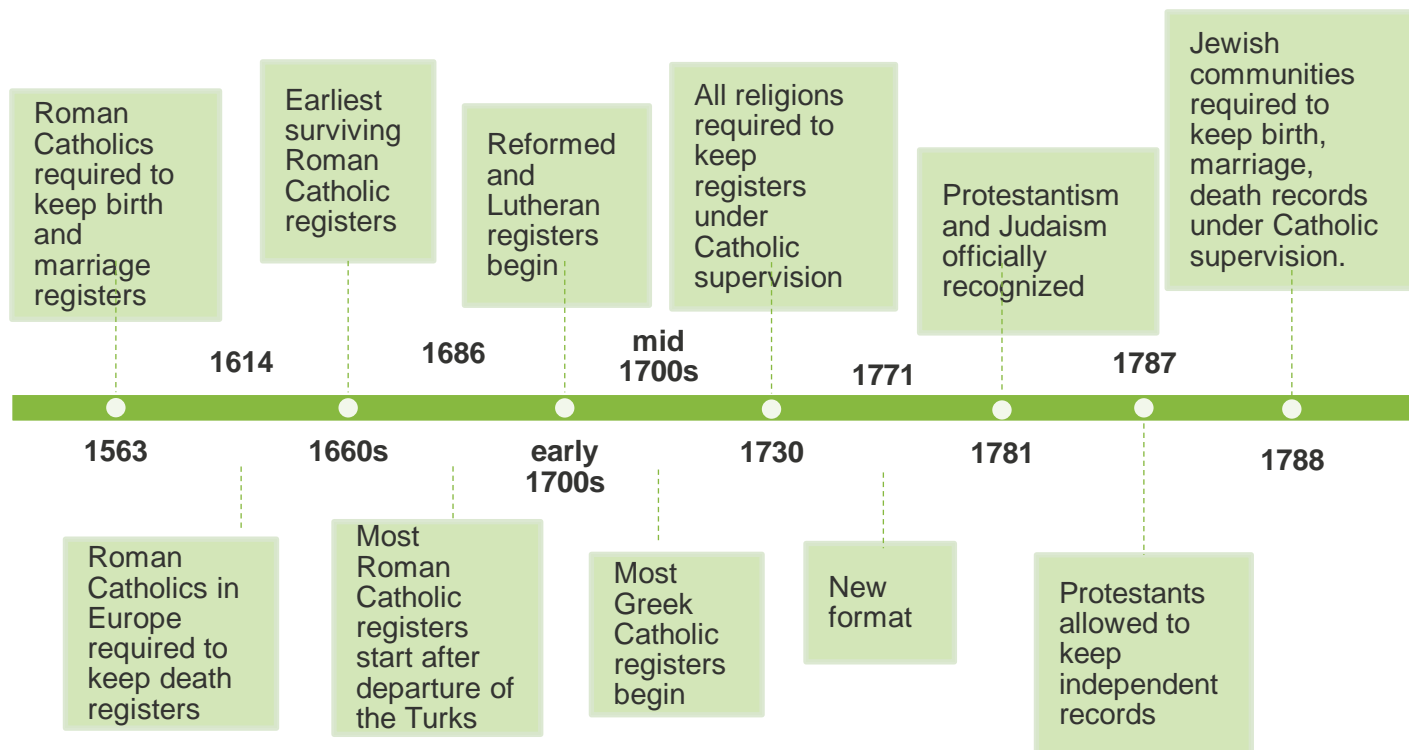 Roman
Catholics
required to
keep birth
and
marriage
registers
Earliest
surviving
Roman
Catholic
registers
Reformed
and
Lutheran
registers
begin
All religions
required to
keep
registers
under
Catholic
supervision
Protestantism
and Judaism
officially
recognized
Jewish
communities
required to
keep birth,
marriage,
death records
under Catholic
supervision.
1614
1686
mid
1700s
1771
1787
1563
1660s
early
1700s
1730
1781
1788
Roman
Catholics in
Europe
required to
keep death
registers
Most
Roman
Catholic
registers
start after
departure of
the Turks
Most
Greek
Catholic
registers
begin
New
format
Protestants
allowed to
keep
independent
records